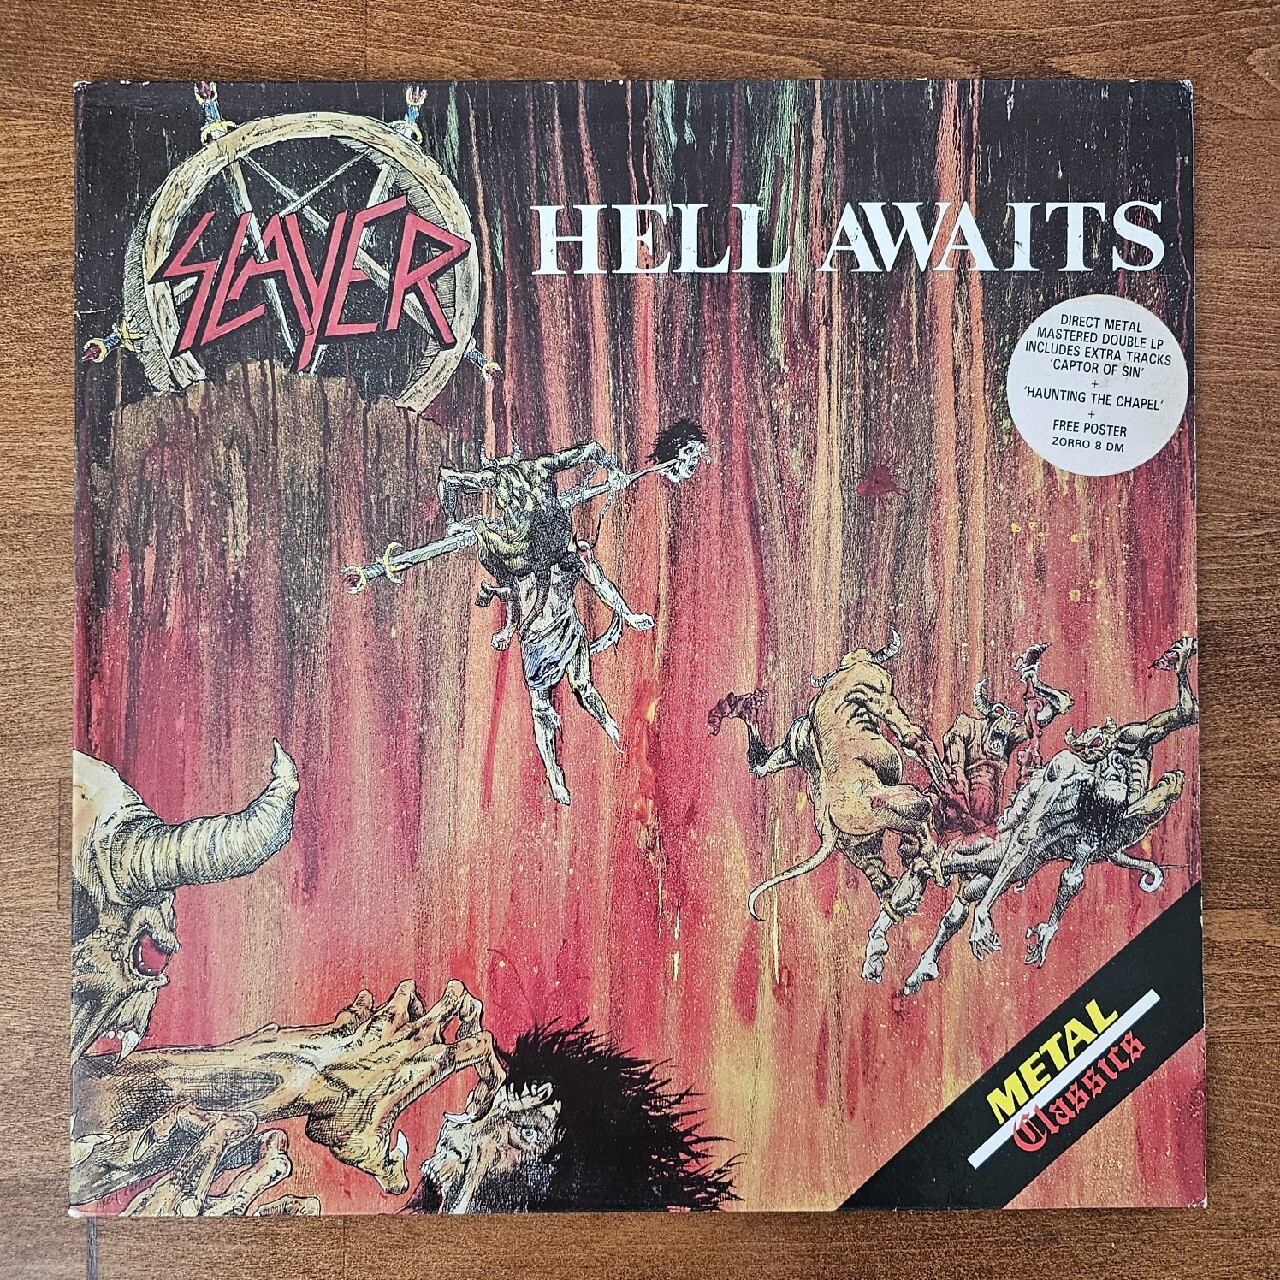 SLAYER
HELL AWAITS
DIRECT METAL
MASTERED DOUBLE LP
INCLUDES EXTRA TRACKS
'CAPTOR OF SIN'
+
'HAUNTING THE CHAPEL'
+
FREE POSTER
ZORRO 8 DM
METAL
Classics